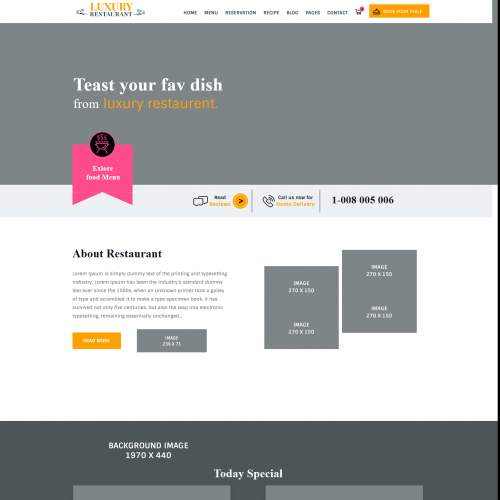 LUXURY
RESTAURANT
HOME MENU RESERVATION RECIPE BLOG PAGES CONTACT BOOK YOUR TABLE
Teast your fav dish
from luxury restaurent.
$$$
Exlore
food Menu
Read
Reviews
>
Call us now for
Home Delivery
1-008 005 006
About Restaurant
Lorem Ipsum is simply dummy text of the printing and typesetting
industry. Lorem Ipsum has been the industry's standard dummy
text ever since the 1500s, when an unknown printer took a galley
of type and scrambled it to make a type specimen book. It has
survived not only five centuries, but also the leap into electronic
typesetting, remaining essentially unchanged...
READ MORE
IMAGE
IMAGE
270 X 150
IMAGE
270 X 150
IMAGE
270 X 150
IMAGE
270 X 150
BACKGROUND IMAGE
1970 X 440
Today Special